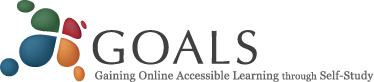 GOALS
Gaining Online Accessible Learning through Self-Study